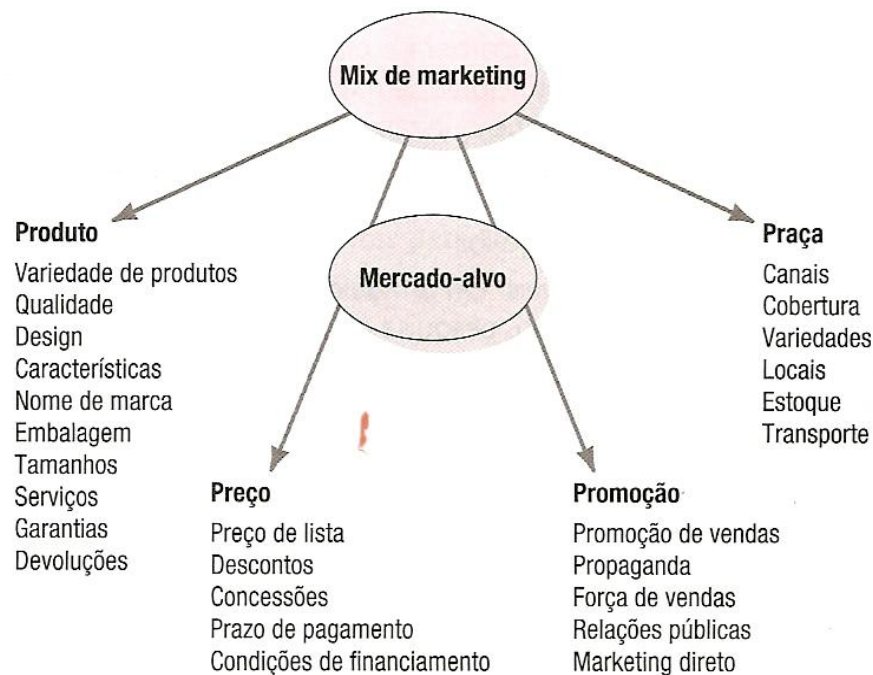 Mix de marketing
Mercado-alvo
Produto
Variedade de produtos
Qualidade
Design
Características
Nome de marca
Embalagem
Tamanhos
Serviços
Garantias
Devoluções
Preço
Preço de lista
Descontos
Concessões
Prazo de pagamento
Condições de financiamento
Promoção
Promoção de vendas
Propaganda
Força de vendas
Relações públicas
Marketing direto
Praça
Canais
Cobertura
Variedades
Locais
Estoque
Transporte